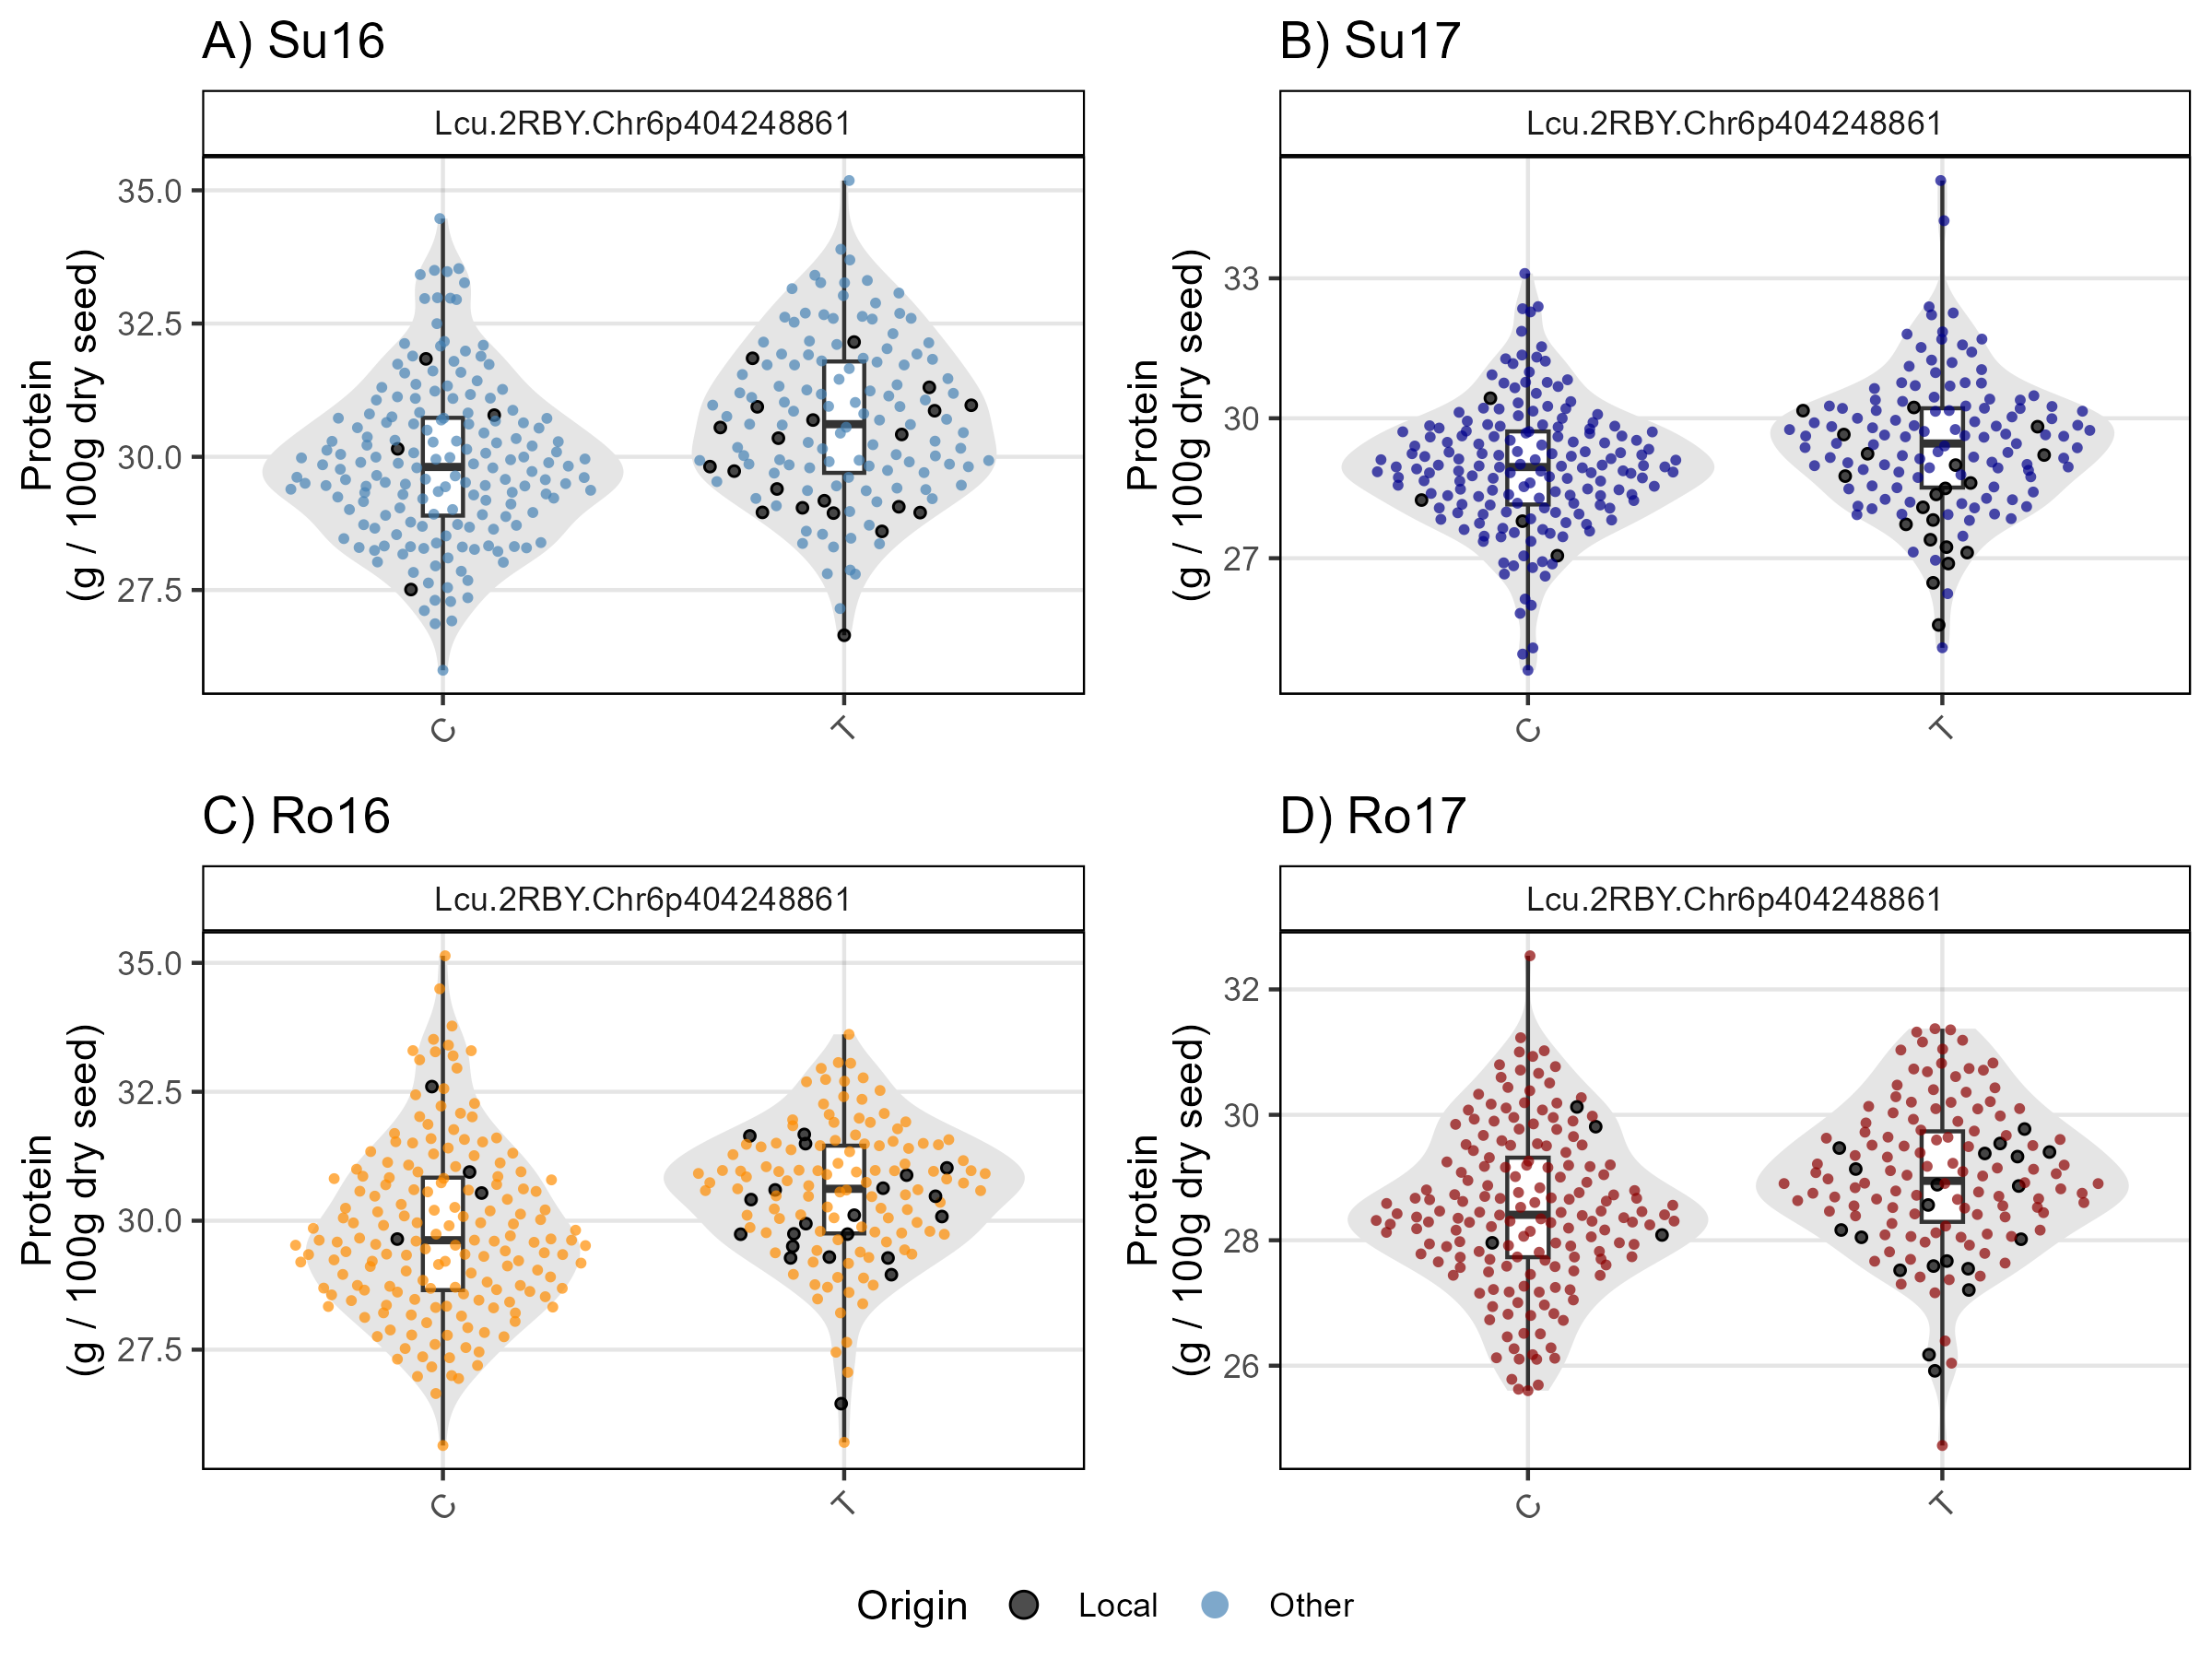 A) Su16
Lcu.2RBY.Chr6p404248861
Protein
(g / 100g dry seed)
35.0
32.5
30.0
27.5
C
T
B) Su17
Lcu.2RBY.Chr6p404248861
Protein
(g / 100g dry seed)
33
30
27
C
T
C) Ro16
Lcu.2RBY.Chr6p404248861
Protein
(g / 100g dry seed)
35.0
32.5
30.0
27.5
C
T
D) Ro17
Lcu.2RBY.Chr6p404248861
Protein
(g / 100g dry seed)
32
30
28
26
C
T
Origin Local Other